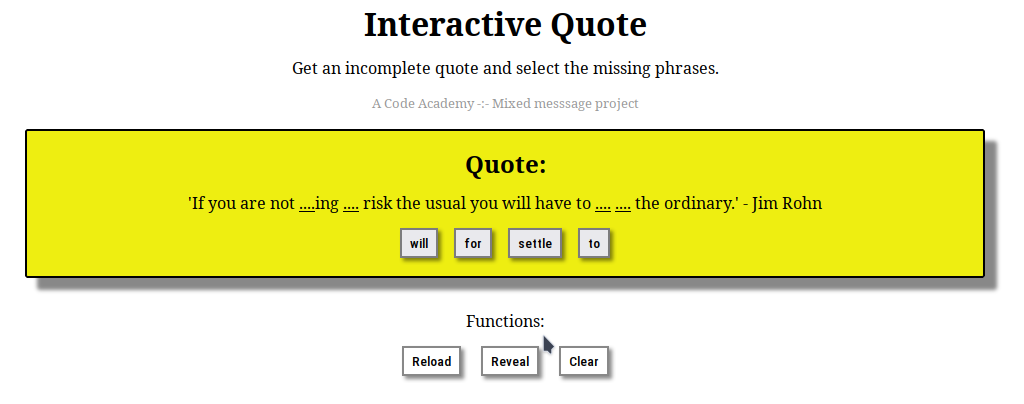 Interactive Quote
Get an incomplete quote and select the missing phrases.
A Code Academy -:- Mixed messsage project
Quote:
'If you are not ....ing .... risk the usual you will have to .... .... the ordinary.' - Jim Rohn
will for settle to
Functions:
Reload Reveal Clear